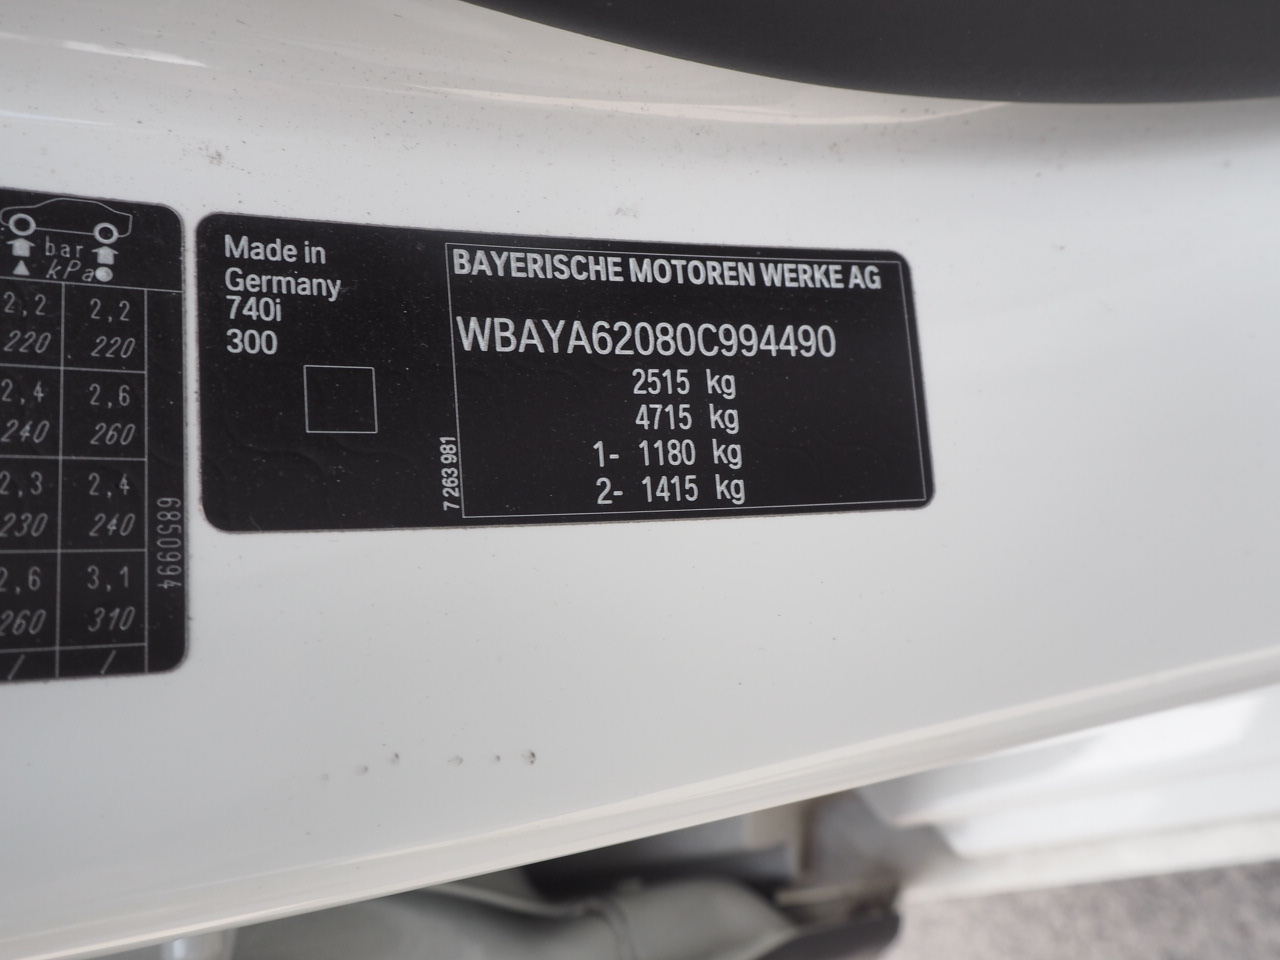 bar
kPa
2,2 2,2
220 220
2,4 2,6
240 260
2,3 2,4
230 240
2,6 3,1
260 310
/ /
6850994
Made in
Germany
740i
300
7 263 981
BAYERISCHE MOTOREN WERKE AG
WBAYA62080C994490
2515 kg
4715 kg
1- 1180 kg
2- 1415 kg